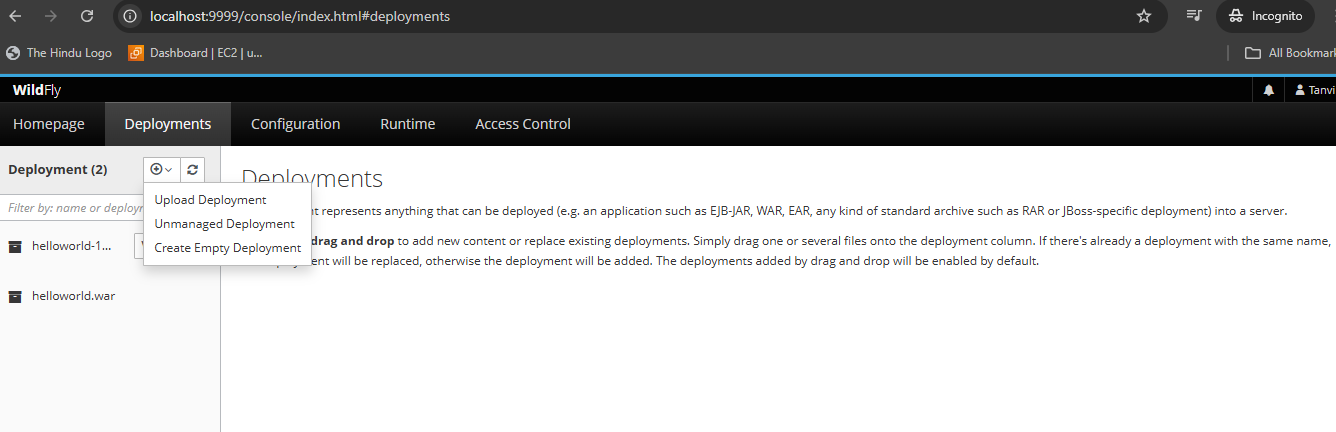 localhost:9999/console/index.html#deployments
Incognito
The Hindu Logo
Dashboard | EC2 | u...
All Bookmar
WildFly
Tanvi
Homepage
Deployments
Configuration
Runtime
Access Control
Deployment (2)
Deployments
Filter by: name or deploym
Upload Deployment
Unmanaged Deployment
Create Empty Deployment
nt represents anything that can be deployed (e.g. an application such as EJB-JAR, WAR, EAR, any kind of standard archive such as RAR or JBoss-specific deployment) into a server.
helloworld-1...
drag and drop to add new content or replace existing deployments. Simply drag one or several files onto the deployment column. If there's already a deployment with the same name,
ent will be replaced, otherwise the deployment will be added. The deployments added by drag and drop will be enabled by default.
helloworld.war